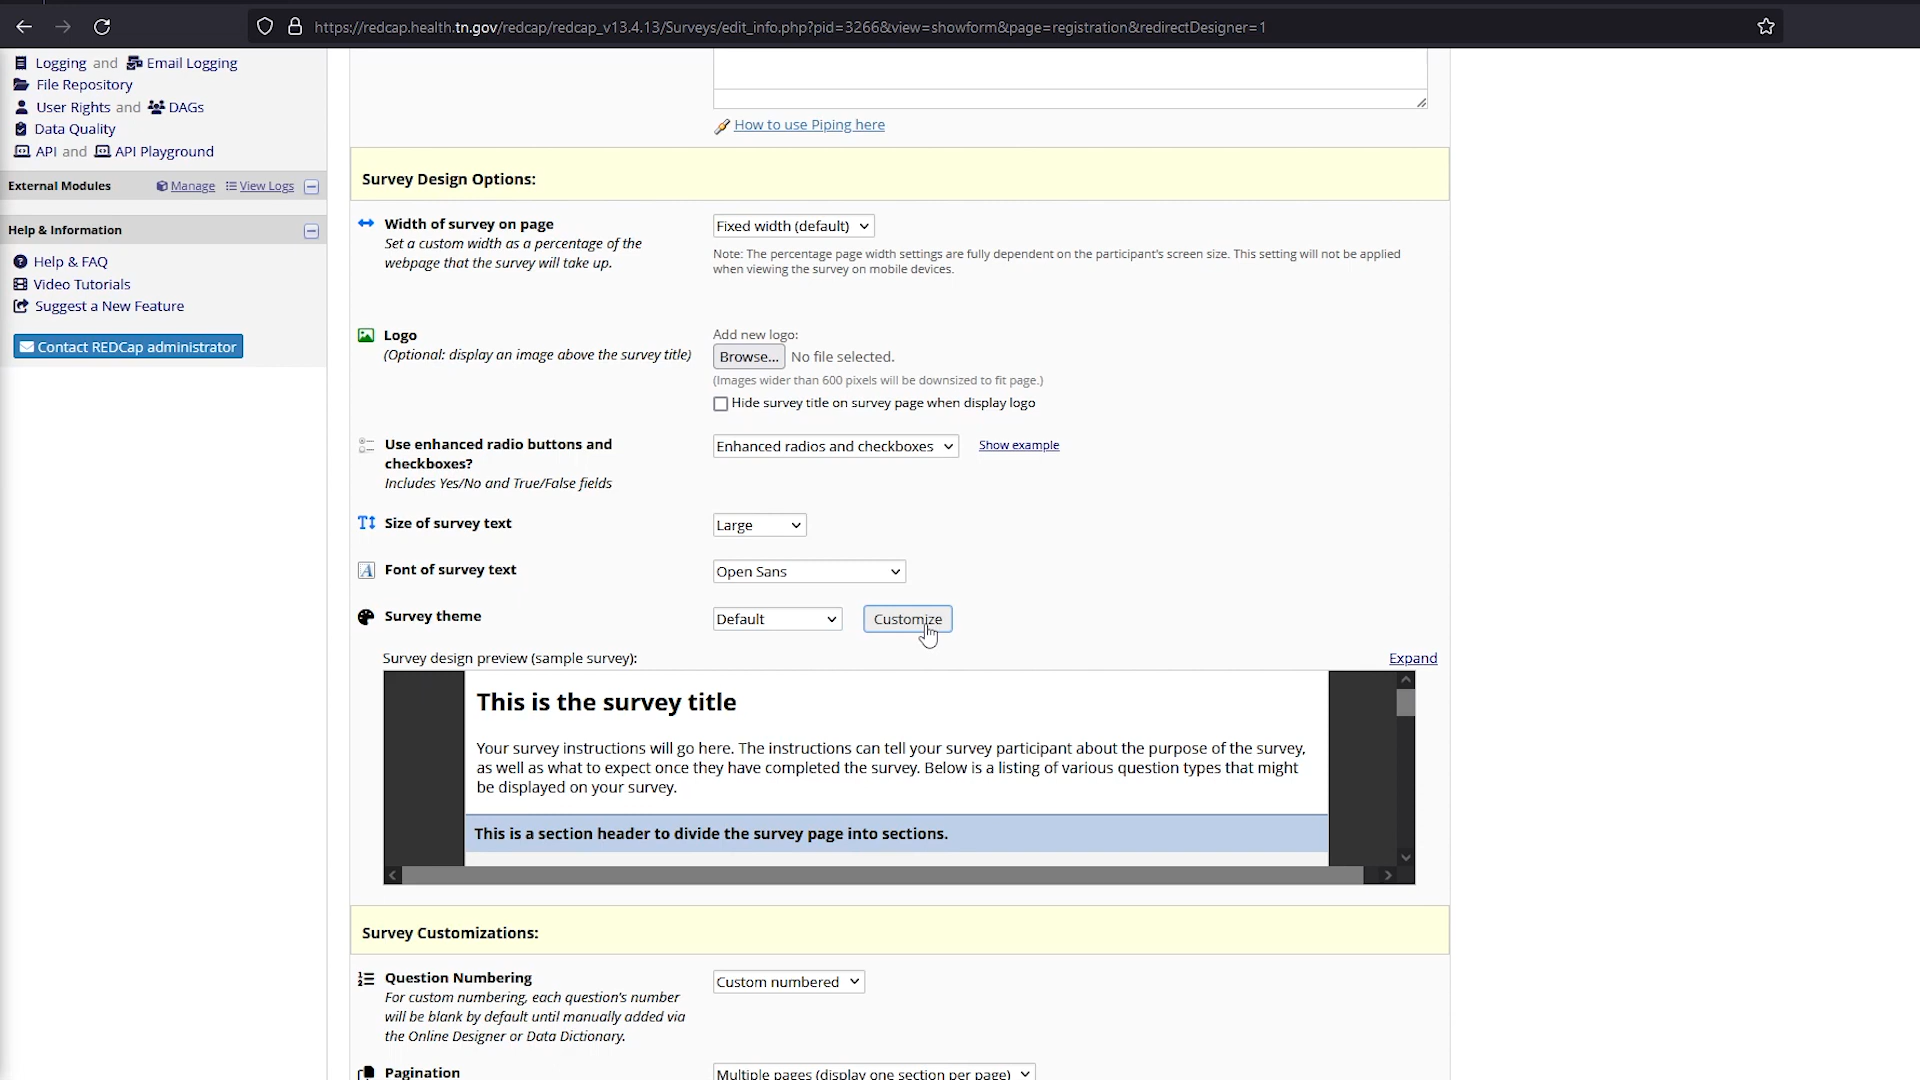 https://redcap.health.tn.gov/redcap/redcap_v13.4.13/Surveys/edit_info.php?pid=3266&view=showform&page=registration&redirectDesigner=1
Logging and Email Logging
File Repository
User Rights and DAGs
Data Quality
API and API Playground
External Modules Manage View Logs
Help & Information
Help & FAQ
Video Tutorials
Suggest a New Feature
Contact REDCap administrator
How to use Piping here
Survey Design Options:
Width of survey on page
Set a custom width as a percentage of the
webpage that the survey will take up.
Fixed width (default)
Note: The percentage page width settings are fully dependent on the participant's screen size. This setting will not be applied
when viewing the survey on mobile devices.
Logo
(Optional: display an image above the survey title)
Add new logo:
Browse... No file selected.
(Images wider than 600 pixels will be downsized to fit page.)
Hide survey title on survey page when display logo
Use enhanced radio buttons and
checkboxes?
Includes Yes/No and True/False fields
Enhanced radios and checkboxes Show example
Size of survey text Large
Font of survey text Open Sans
Survey theme Default Customize
Survey design preview (sample survey): Expand
This is the survey title
Your survey instructions will go here. The instructions can tell your survey participant about the purpose of the survey,
as well as what to expect once they have completed the survey. Below is a listing of various question types that might
be displayed on your survey.
This is a section header to divide the survey page into sections.
Survey Customizations:
Question Numbering
For custom numbering, each question's number
will be blank by default until manually added via
the Online Designer or Data Dictionary.
Custom numbered
Pagination Multiple pages (display one section per page)